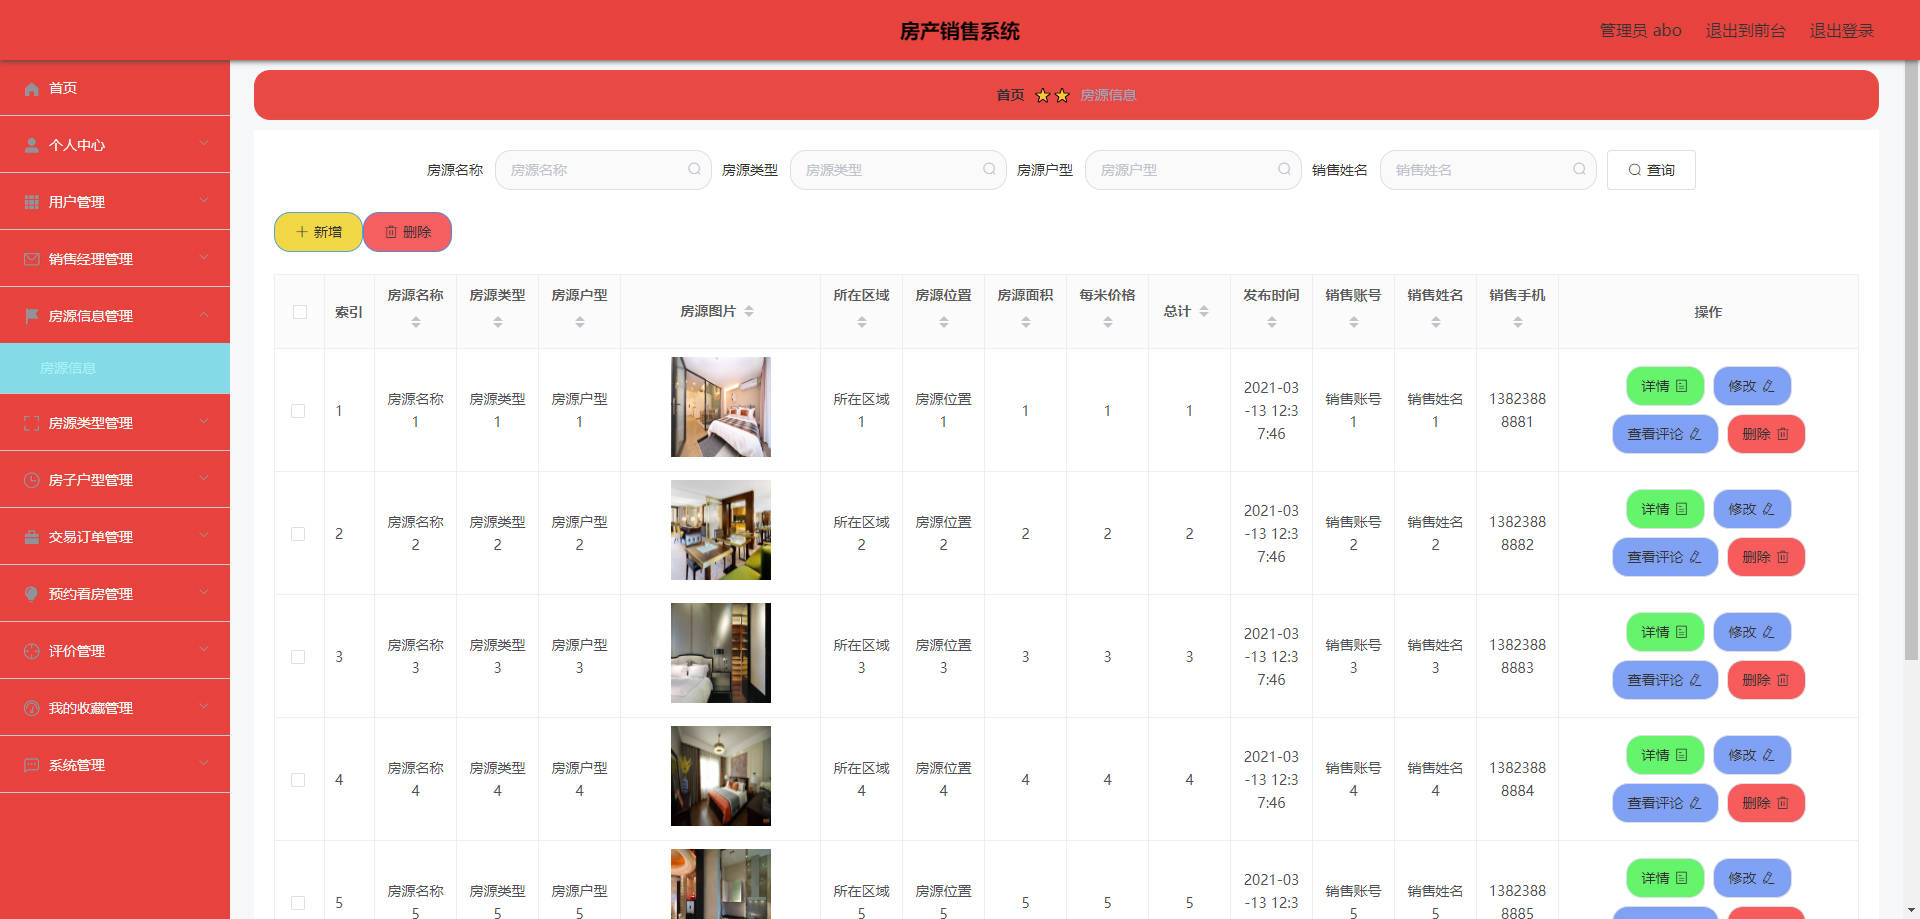 房产销售系统
管理员 abo 退出到前台 退出登录
首页
个人中心
用户管理
销售经理管理
房源信息管理
房源信息
房源类型管理
房子户型管理
交易订单管理
预约看房管理
评价管理
我的收藏管理
系统管理
首页 房源信息
房源名称 房源名称 房源类型 房源类型 房源户型 房源户型 销售姓名 销售姓名 查询
新增 删除
索引 房源名称 房源类型 房源户型 房源图片 所在区域 房源位置 房源面积 每米价格 总计 发布时间 销售账号 销售姓名 销售手机 操作
1 房源名称1 房源类型1 房源户型1 所在区域1 房源位置1 1 1 1 2021-03-13 12:37:46 销售账号1 销售姓名1 13823888881 详情 修改
查看评论 删除
2 房源名称2 房源类型2 房源户型2 所在区域2 房源位置2 2 2 2 2021-03-13 12:37:46 销售账号2 销售姓名2 13823888882 详情 修改
查看评论 删除
3 房源名称3 房源类型3 房源户型3 所在区域3 房源位置3 3 3 3 2021-03-13 12:37:46 销售账号3 销售姓名3 13823888883 详情 修改
查看评论 删除
4 房源名称4 房源类型4 房源户型4 所在区域4 房源位置4 4 4 4 2021-03-13 12:37:46 销售账号4 销售姓名4 13823888884 详情 修改
查看评论 删除
5 房源名称5 房源类型5 房源户型5 所在区域5 房源位置5 5 5 5 2021-03-13 12:3 销售账号5 销售姓名5 13823888885 详情 修改